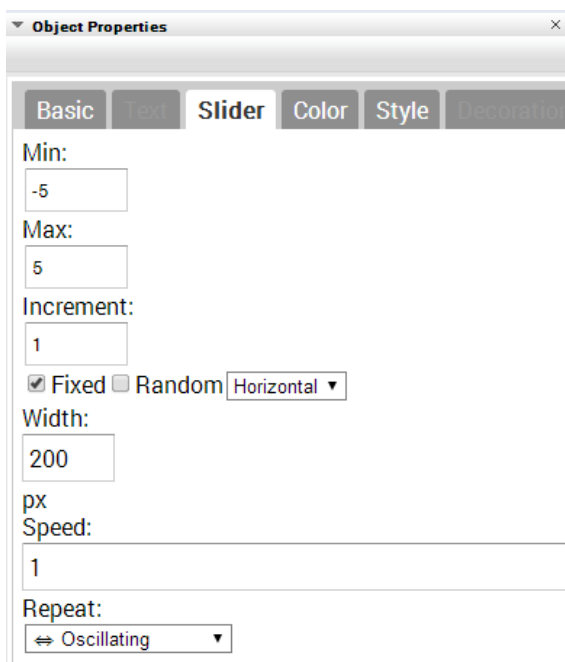 Object Properties
Basic Text Slider Color Style Decoration
Min:
-5
Max:
5
Increment:
1
Fixed Random Horizontal
Width:
200
px
Speed:
1
Repeat:
⇔ Oscillating